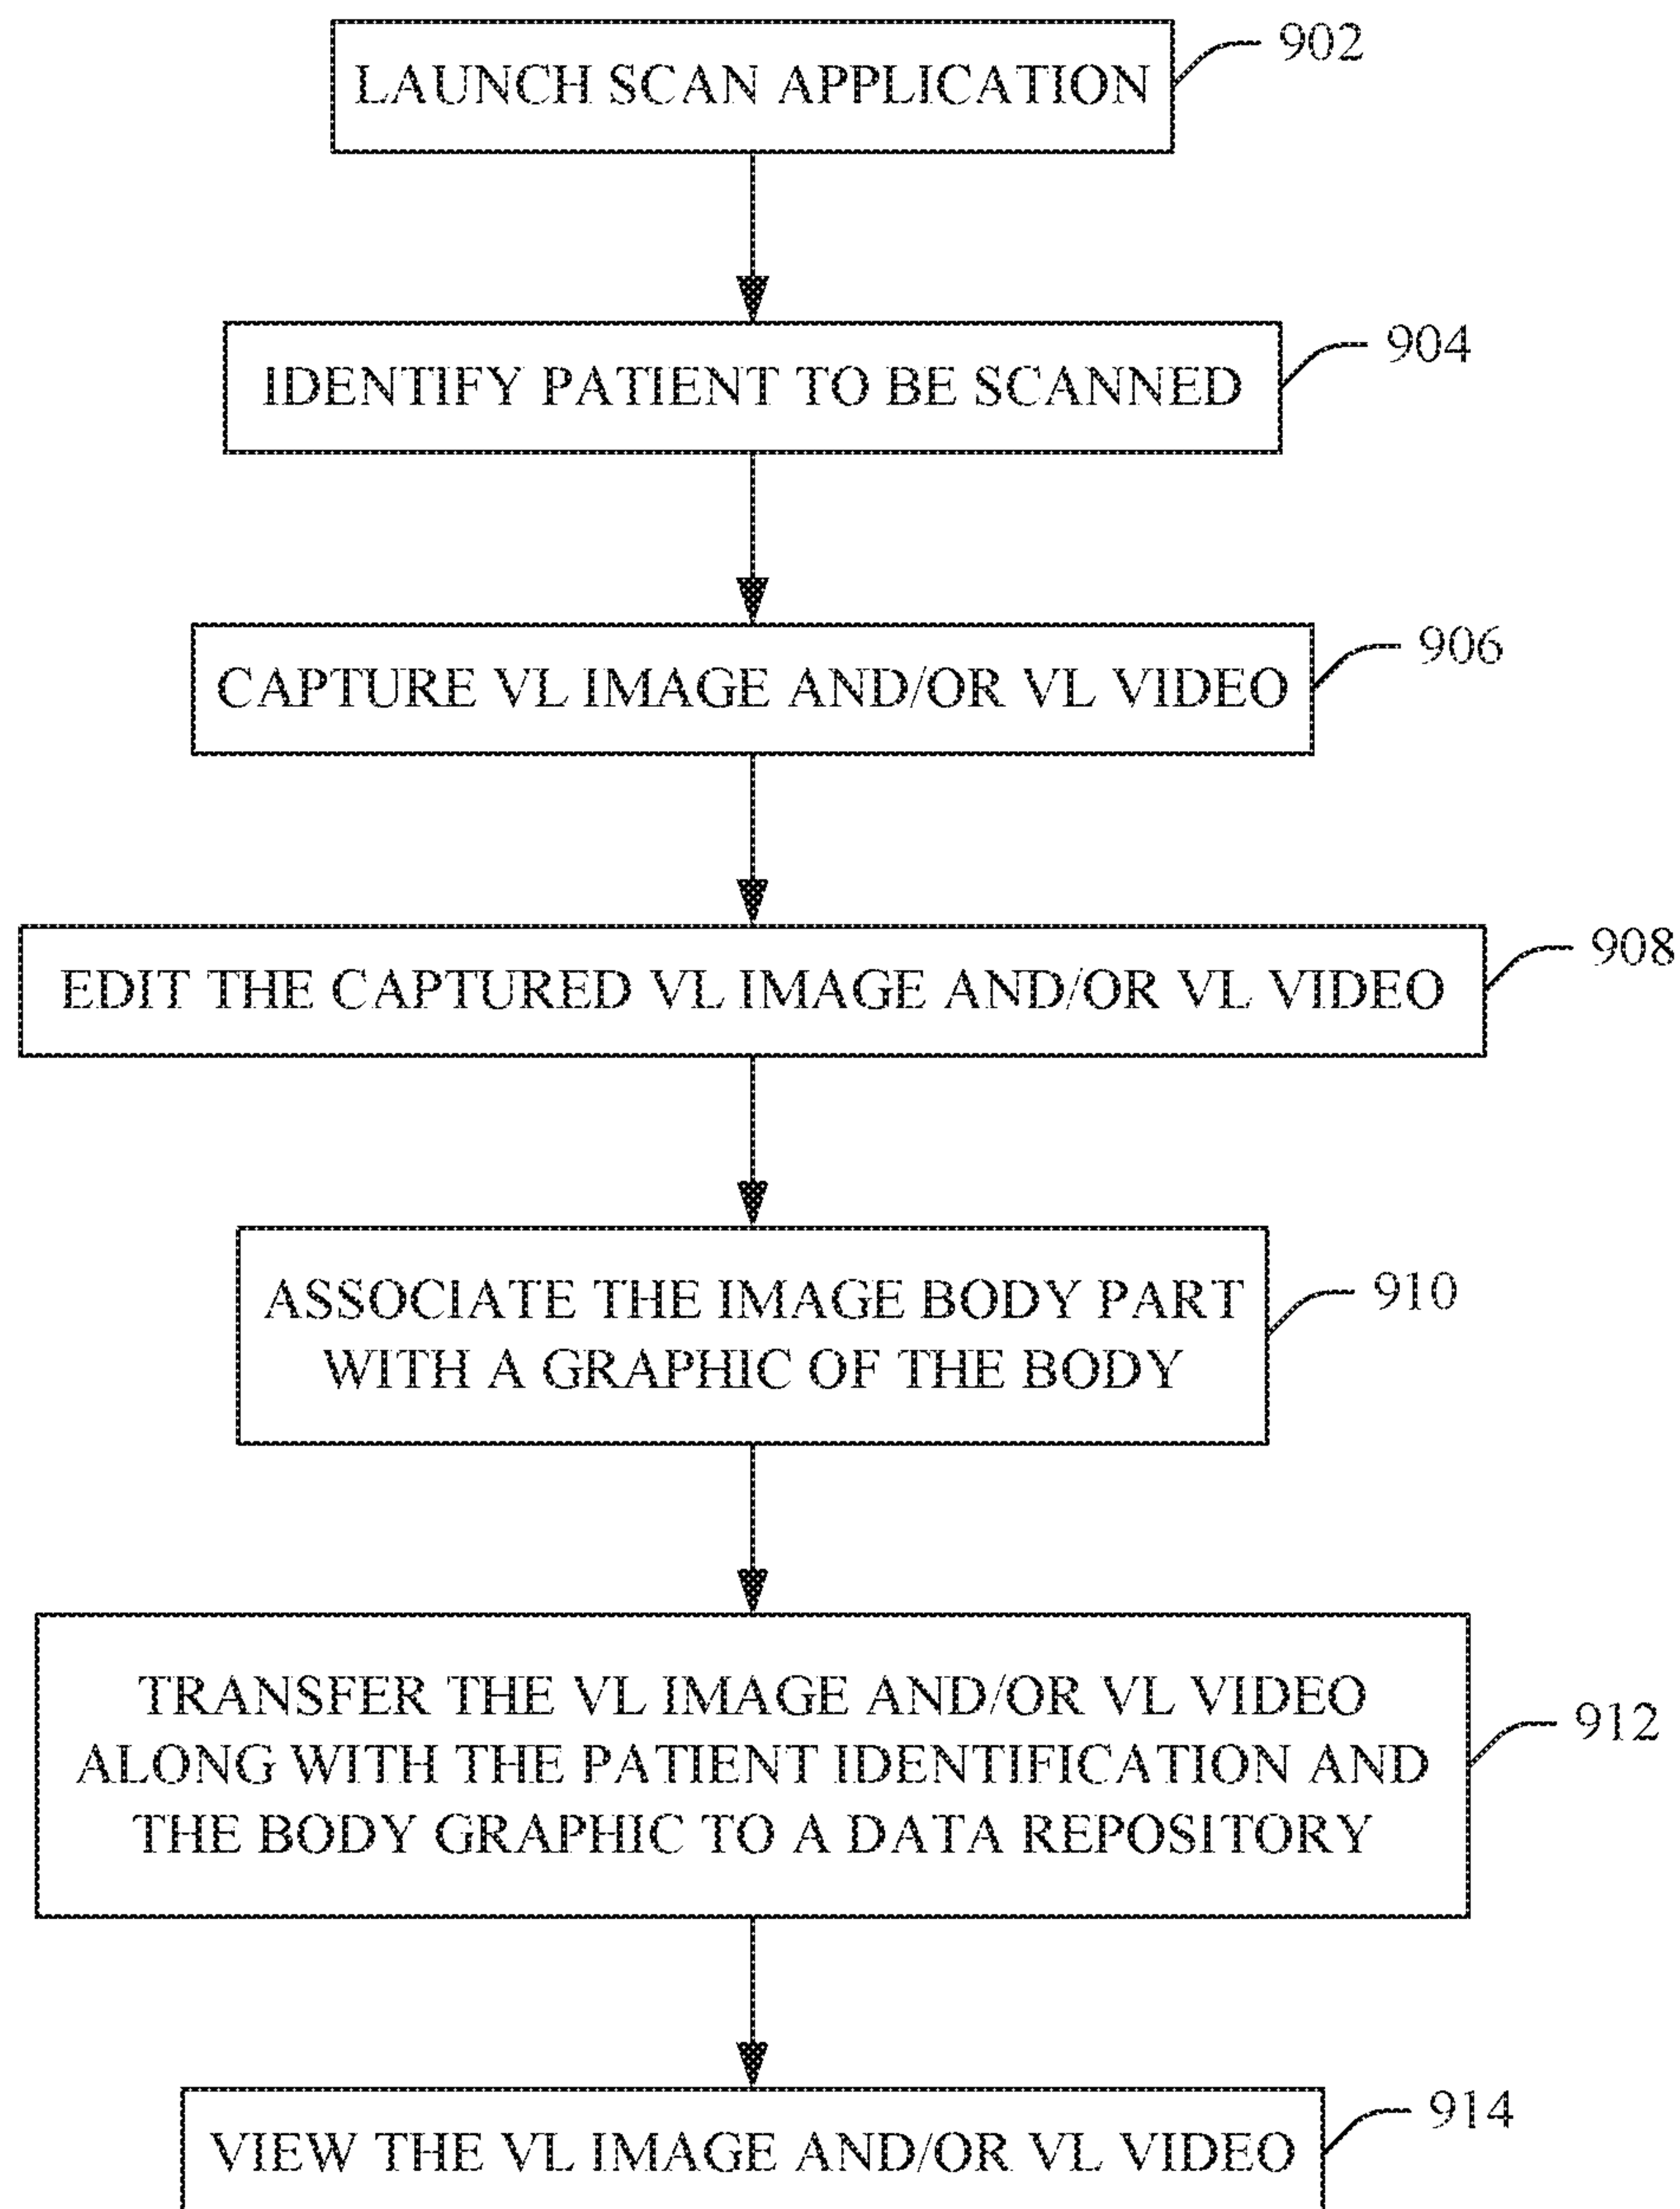 LAUNCH SCAN APPLICATION
902
IDENTIFY PATIENT TO BE SCANNED
904
CAPTURE VL IMAGE AND/OR VL VIDEO
906
EDIT THE CAPTURED VL IMAGE AND/OR VL VIDEO
908
ASSOCIATE THE IMAGE BODY PART
WITH A GRAPHIC OF THE BODY
910
TRANSFER THE VL IMAGE AND/OR VL VIDEO
ALONG WITH THE PATIENT IDENTIFICATION AND
THE BODY GRAPHIC TO A DATA REPOSITORY
912
VIEW THE VL IMAGE AND/OR VL VIDEO
914